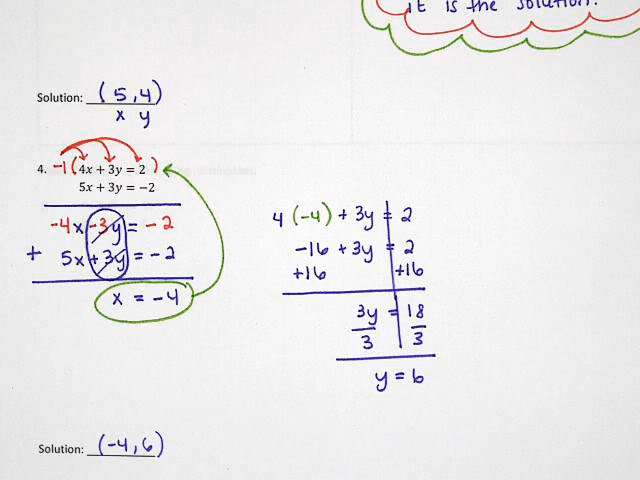 it is the solution.
Solution: (5,4)
x y
4. -1(4x + 3y = 2)
5x + 3y = −2
-4x -3y = -2
+ 5x +3y = -2
x = -4
4(-4) + 3y = 2
-16 + 3y = 2
+16 +16
3y = 18
3 3
y = 6
Solution: (-4,6)